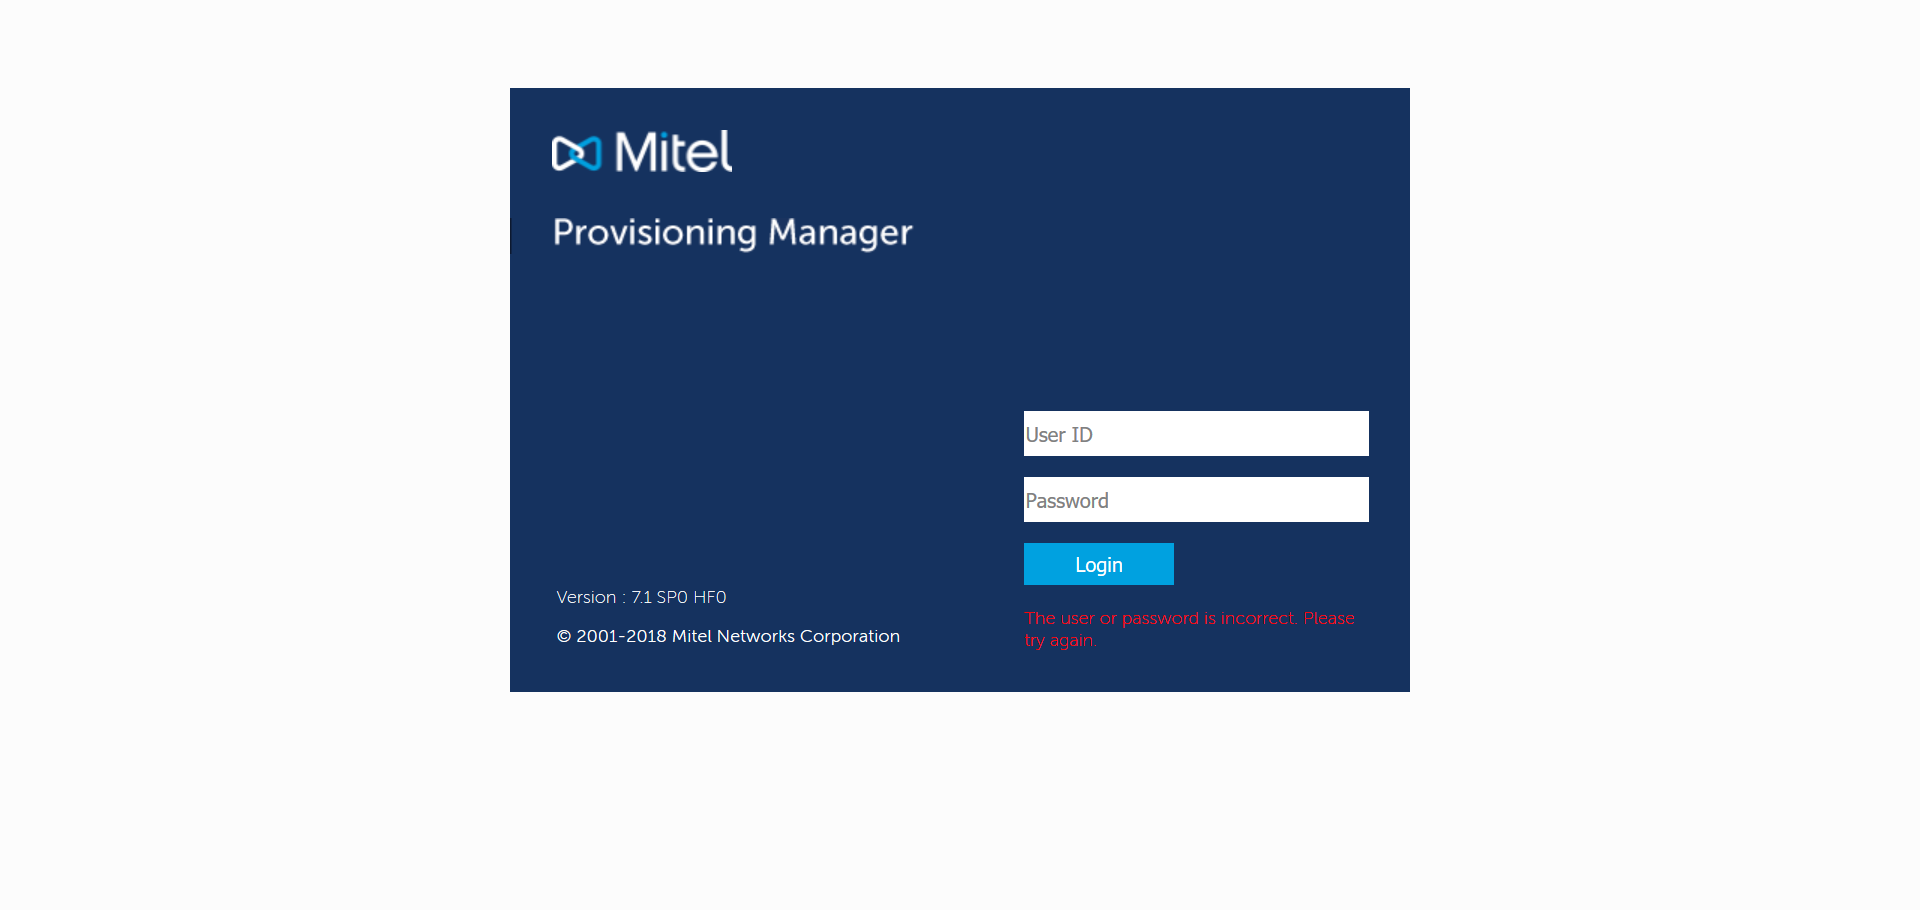 Mitel
Provisioning Manager
User ID
Password
Login
Version : 7.1 SP0 HF0
© 2001-2018 Mitel Networks Corporation
The user or password is incorrect. Please
try again.